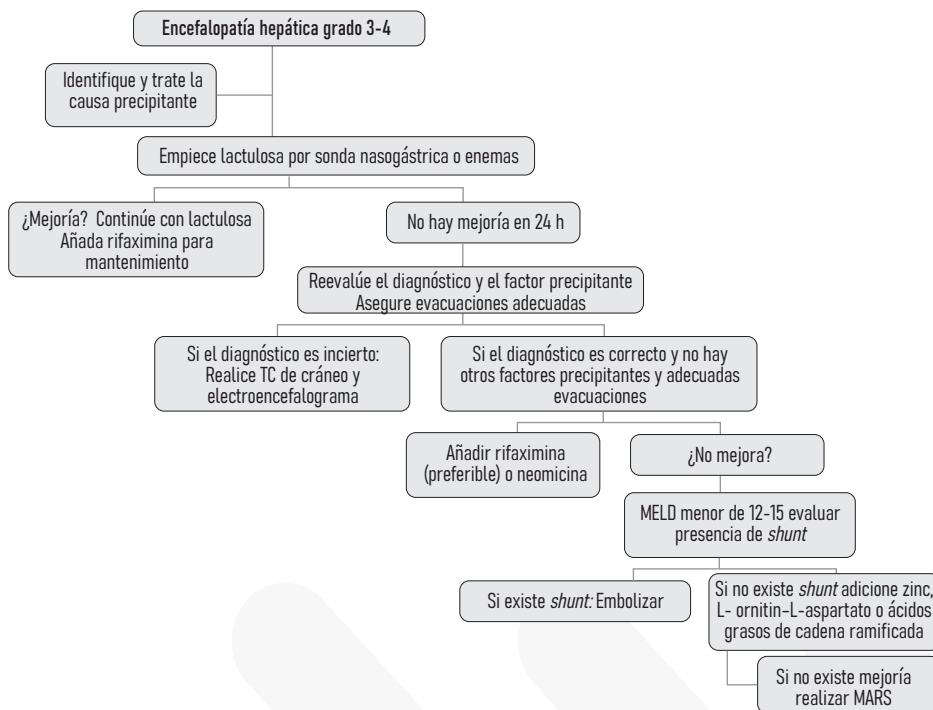 Encefalopatía hepática grado 3-4
Identifique y trate la
causa precipitante
Empiece lactulosa por sonda nasogástrica o enemas
¿Mejoría? Continúe con lactulosa
Añada rifaximina para
mantenimiento
No hay mejoría en 24 h
Reevalúe el diagnóstico y el factor precipitante
Asegure evacuaciones adecuadas
Si el diagnóstico es incierto:
Realice TC de cráneo y
electroencefalograma
Si el diagnóstico es correcto y no hay
otros factores precipitantes y adecuadas
evacuaciones
Añadir rifaximina
(preferible) o neomicina
¿No mejora?
MELD menor de 12-15 evaluar
presencia de shunt
Si existe shunt: Embolizar
Si no existe shunt adicione zinc,
L- ornitin–L-aspartato o ácidos
grasos de cadena ramificada
Si no existe mejoría
realizar MARS